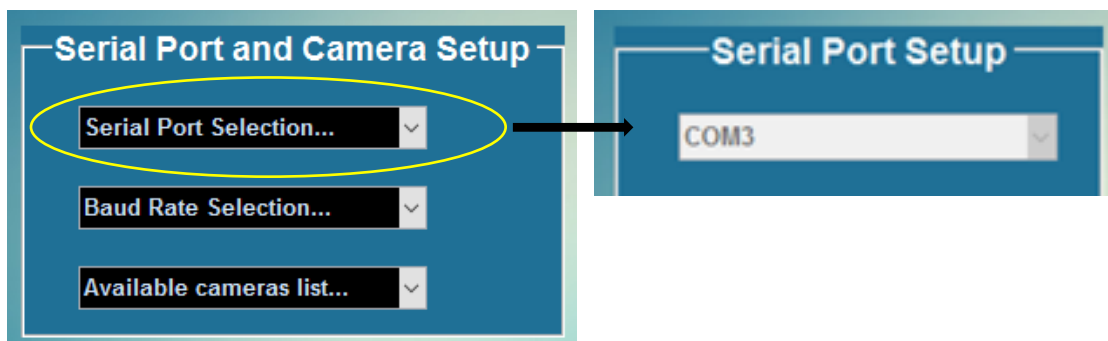 Serial Port and Camera Setup
Serial Port Selection...
Baud Rate Selection...
Available cameras list...
Serial Port Setup
COM3